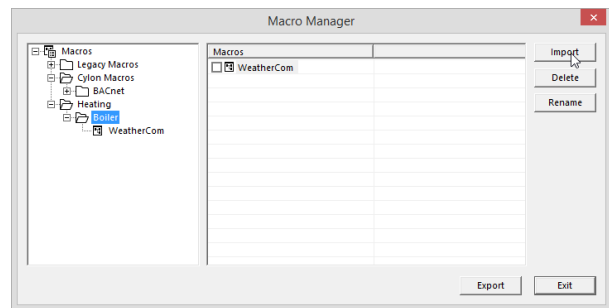 Macro Manager
Macros
Legacy Macros
Cylon Macros
BACnet
Heating
Boiler
WeatherCom
Macros
WeatherCom
Import
Delete
Rename
Export
Exit